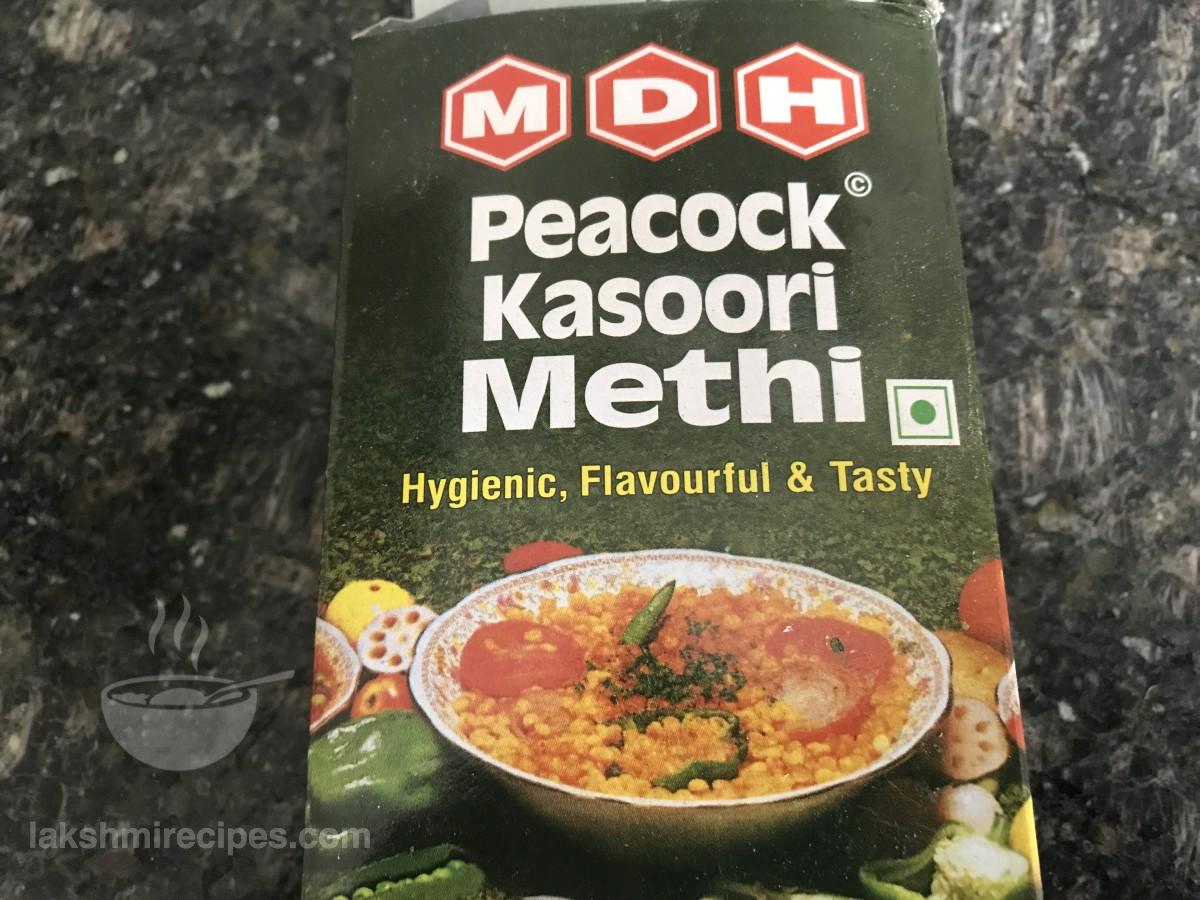 MDH
Peacock©
Kasoori
Methi
Hygienic, Flavourful & Tasty
lakshmirecipes.com